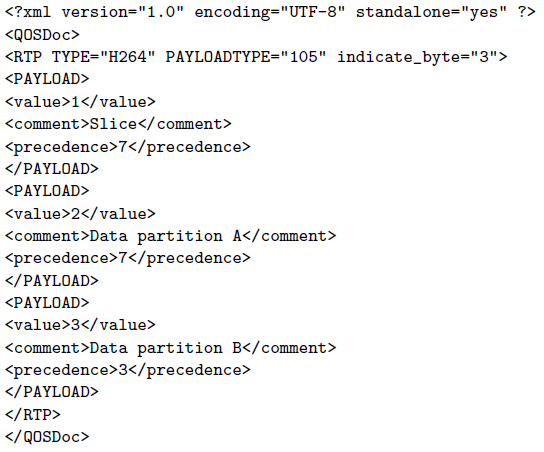 <?xml version="1.0" encoding="UTF-8" standalone="yes" ?>
<QOSDoc>
<RTP TYPE="H264" PAYLOADTYPE="105" indicate_byte="3">
<PAYLOAD>
<value>1</value>
<comment>Slice</comment>
<precedence>7</precedence>
</PAYLOAD>
<PAYLOAD>
<value>2</value>
<comment>Data partition A</comment>
<precedence>7</precedence>
</PAYLOAD>
<PAYLOAD>
<value>3</value>
<comment>Data partition B</comment>
<precedence>3</precedence>
</PAYLOAD>
</RTP>
</QOSDoc>